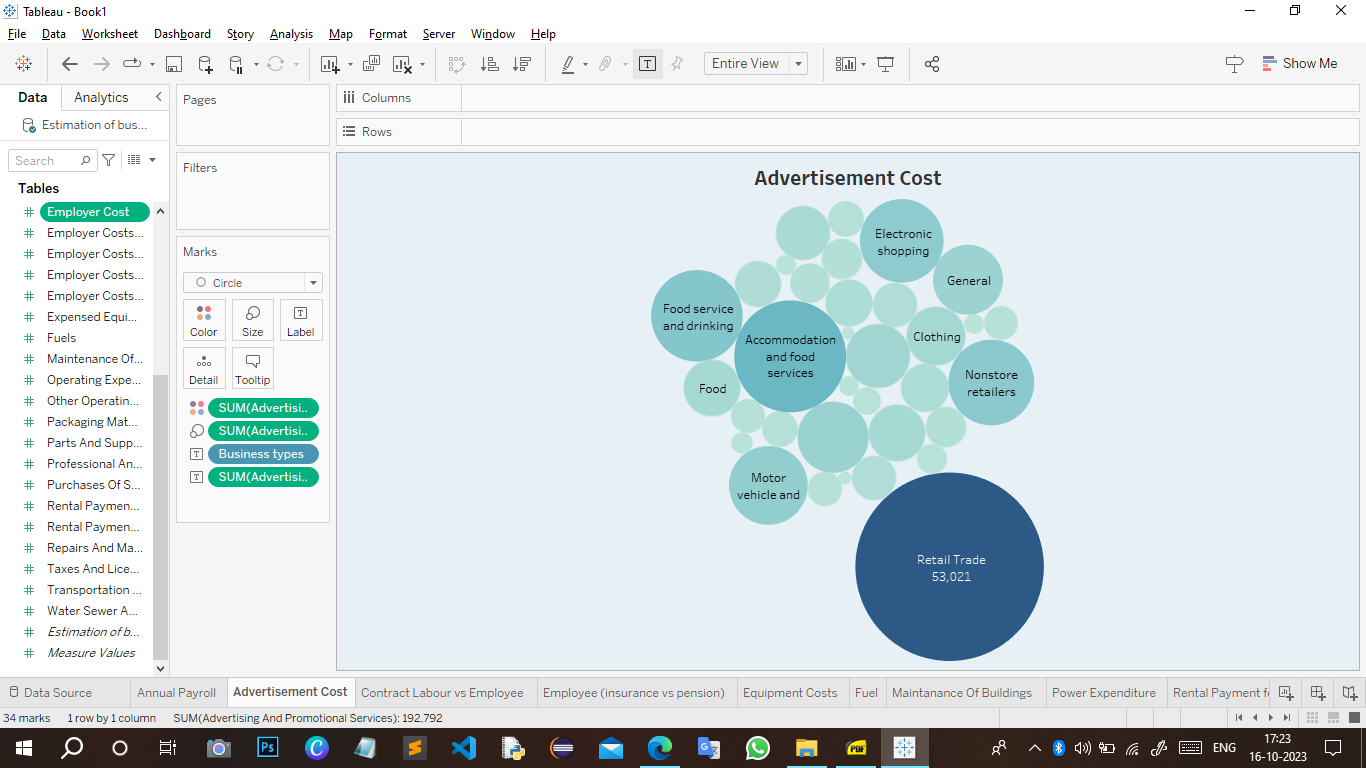 Tableau - Book1
File Data Worksheet Dashboard Story Analysis Map Format Server Window Help
Entire View
Show Me
Data Analytics
Estimation of bus...
Search
Tables
Employer Cost
Employer Costs...
Employer Costs...
Employer Costs...
Employer Costs...
Expensed Equi...
Fuels
Maintenance Of...
Operating Expe...
Other Operatin...
Packaging Mat...
Parts And Supp...
Professional An...
Purchases Of S...
Rental Paymen...
Rental Paymen...
Repairs And Ma...
Taxes And Lice...
Transportation ...
Water Sewer A...
Estimation of b...
Measure Values
Pages
Filters
Marks
Circle
Color Size Label
Detail Tooltip
SUM(Advertisi..
SUM(Advertisi..
Business types
SUM(Advertisi..
Columns
Rows
Advertisement Cost
Electronic
shopping
General
Food service
and drinking
Accommodation
and food
services
Clothing
Nonstore
retailers
Food
Motor
vehicle and
Retail Trade
53,021
Data Source Annual Payroll Advertisement Cost Contract Labour vs Employee Employee (insurance vs pension) Equipment Costs Fuel Maintanance Of Buildings Power Expenditure Rental Payment fo
34 marks 1 row by 1 column SUM(Advertising And Promotional Services): 192,792
Ps
PDF
ENG
17:23
16-10-2023